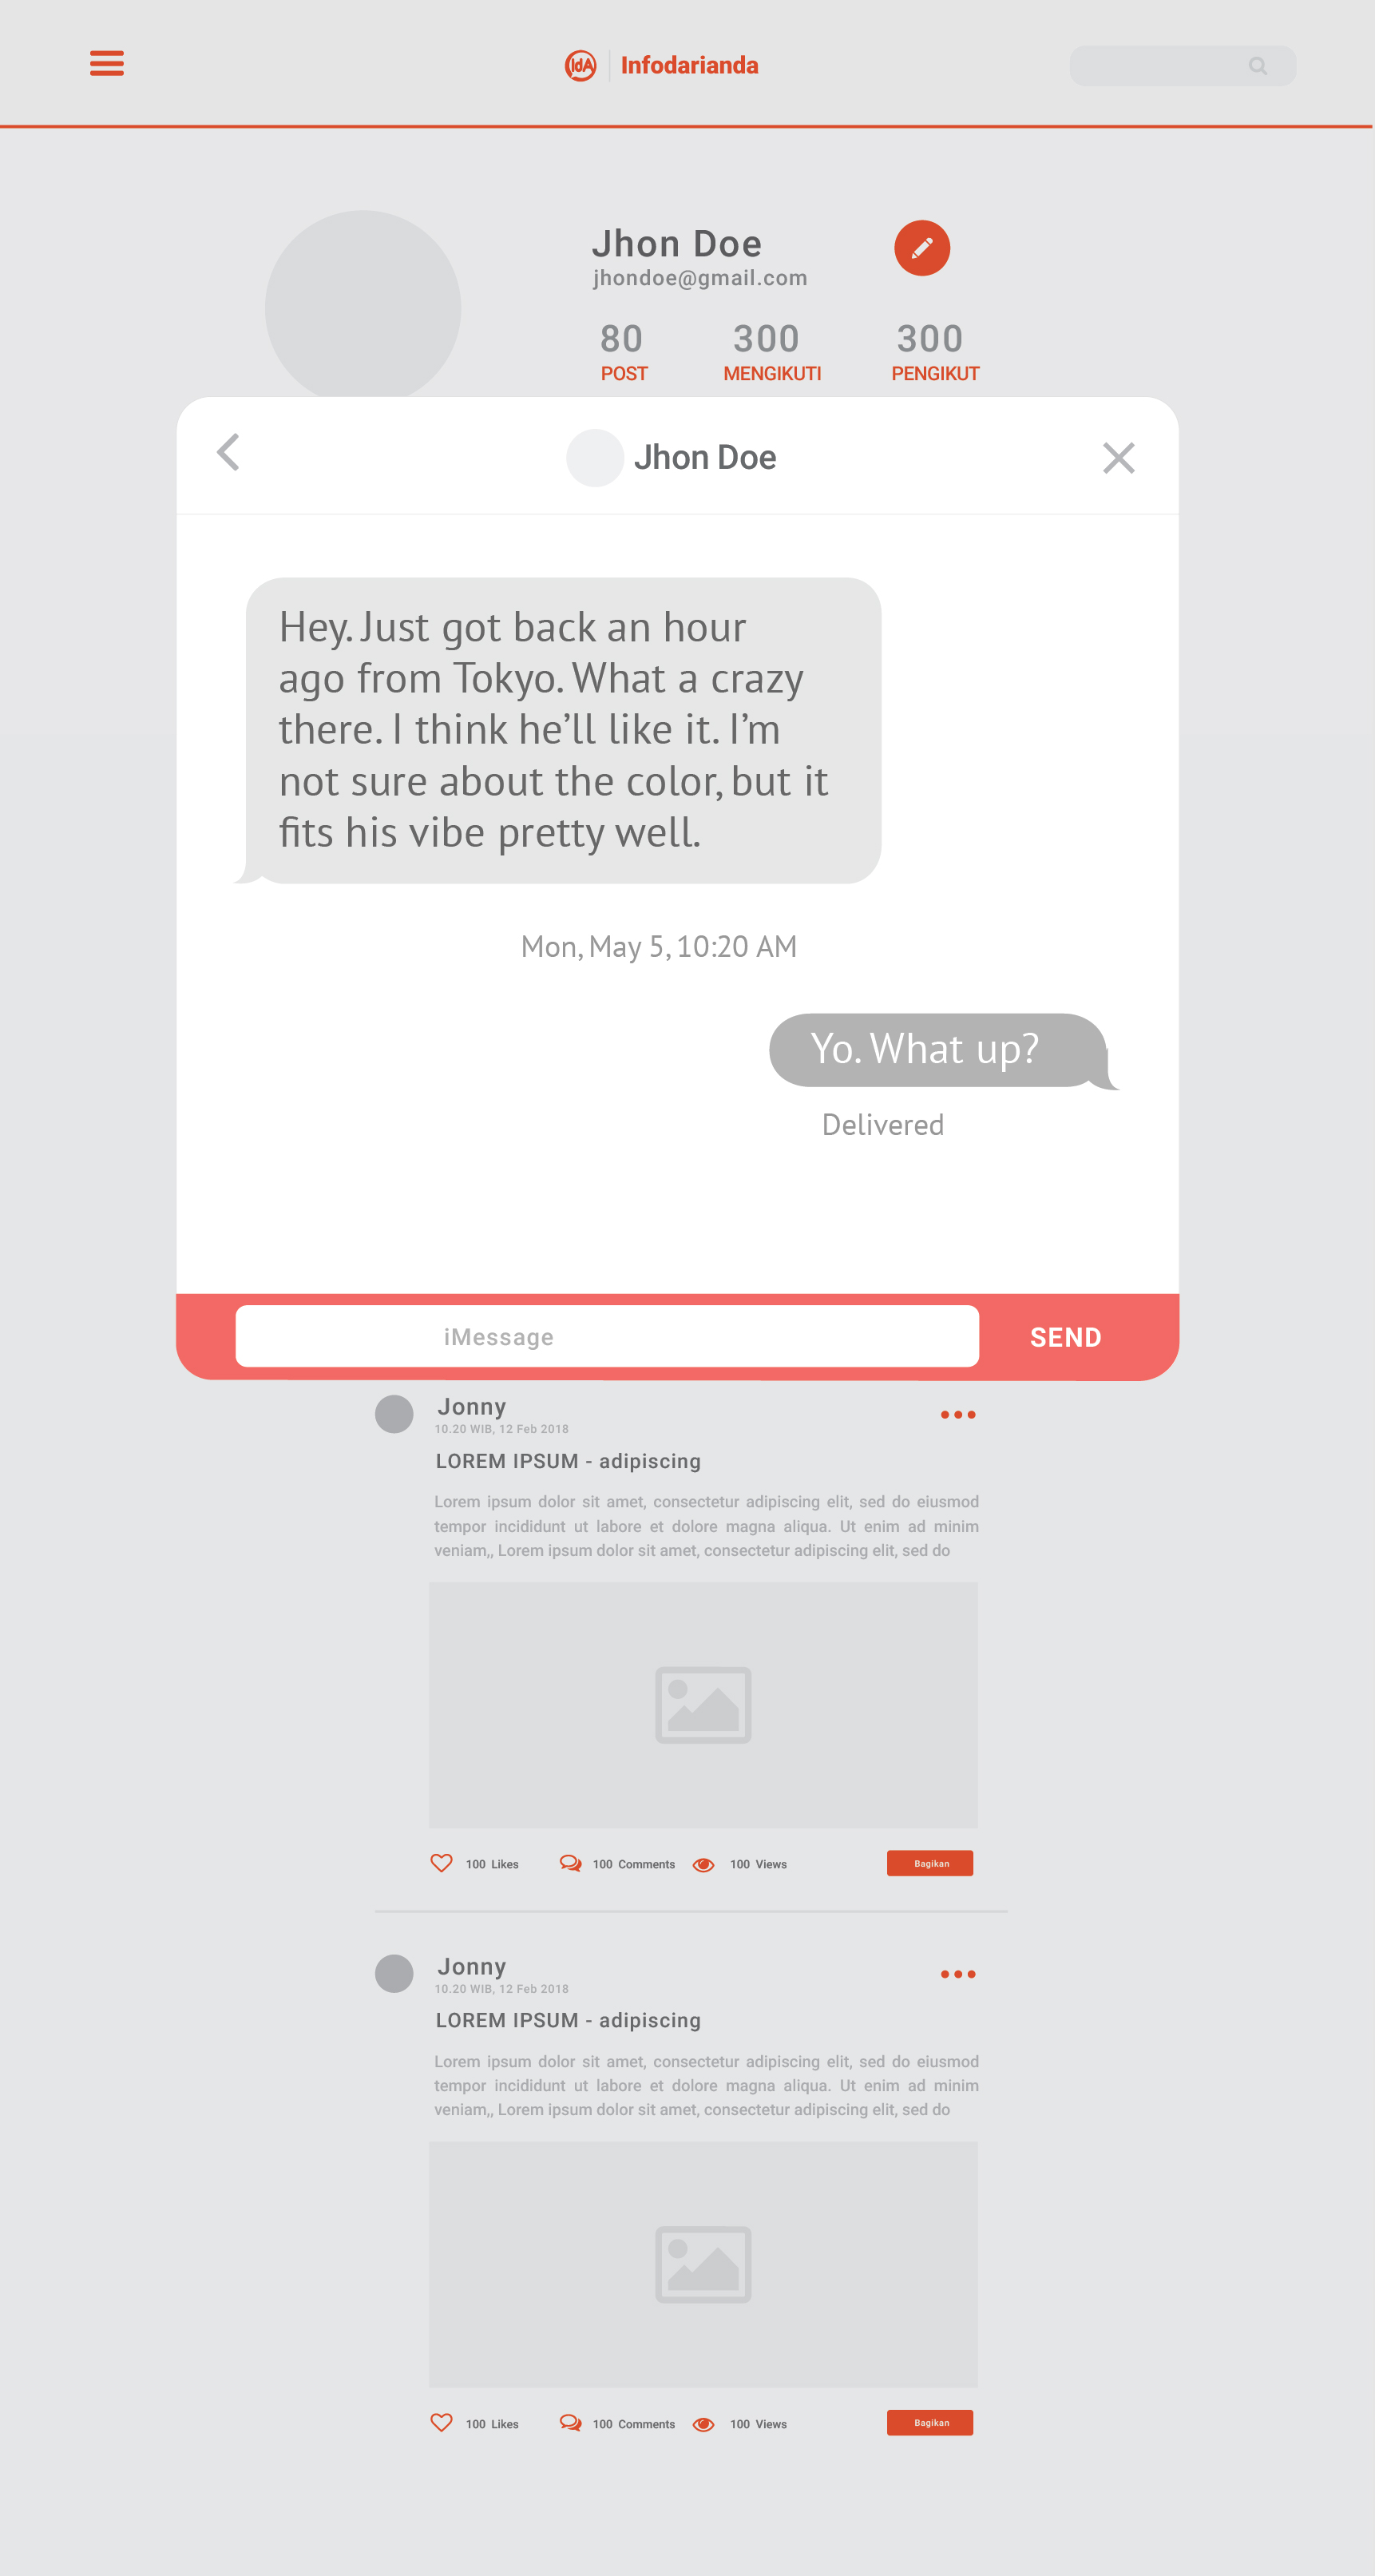 IdA Infodarianda
Jhon Doe
jhondoe@gmail.com
80 300 300
POST MENGIKUTI PENGIKUT
Jhon Doe
Hey. Just got back an hour
ago from Tokyo. What a crazy
there. I think he’ll like it. I’m
not sure about the color, but it
fits his vibe pretty well.
Mon, May 5, 10:20 AM
Yo. What up?
Delivered
iMessage SEND
Jonny
10.20 WIB, 12 Feb 2018
LOREM IPSUM - adipiscing
Lorem ipsum dolor sit amet, consectetur adipiscing elit, sed do eiusmod
tempor incididunt ut labore et dolore magna aliqua. Ut enim ad minim
veniam,, Lorem ipsum dolor sit amet, consectetur adipiscing elit, sed do
100 Likes 100 Comments 100 Views Bagikan
Jonny
10.20 WIB, 12 Feb 2018
LOREM IPSUM - adipiscing
Lorem ipsum dolor sit amet, consectetur adipiscing elit, sed do eiusmod
tempor incididunt ut labore et dolore magna aliqua. Ut enim ad minim
veniam,, Lorem ipsum dolor sit amet, consectetur adipiscing elit, sed do
100 Likes 100 Comments 100 Views Bagikan